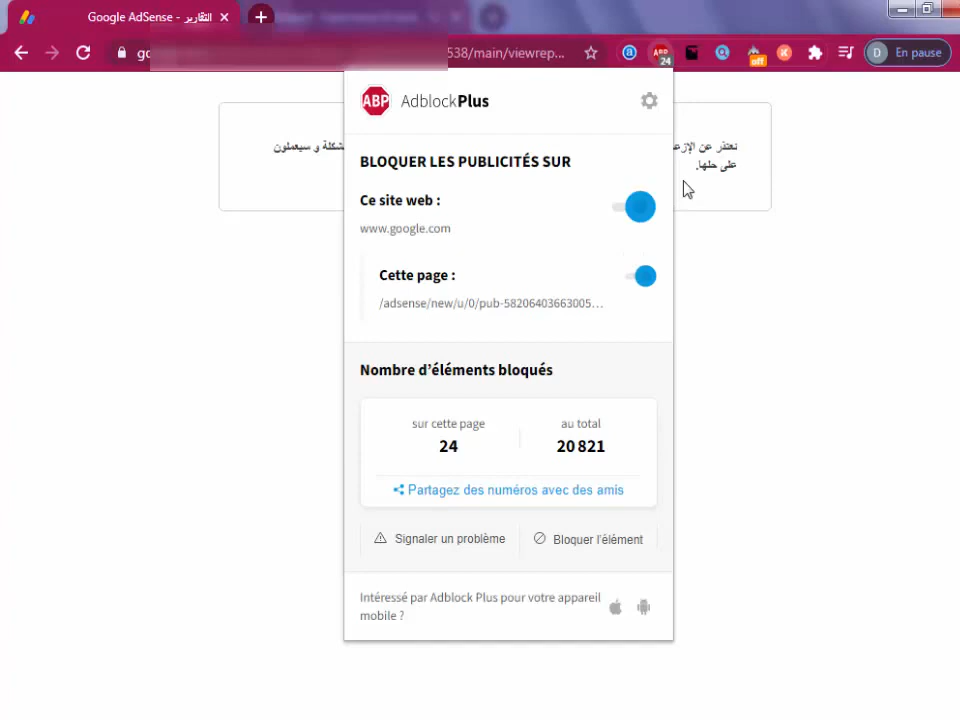 Google AdSense - التقارير
538/main/viewrep...
ABP
24
off
K
D En pause
ABP AdblockPlus
نعتذر عن
شكلة و سيعملون
على حلها.
BLOQUER LES PUBLICITÉS SUR
Ce site web :
www.google.com
Cette page :
/adsense/new/u/0/pub-58206403663005...
Nombre d'éléments bloqués
sur cette page
24
au total
20 821
Partagez des numéros avec des amis
Signaler un problème
Bloquer l'élément
Intéressé par Adblock Plus pour votre appareil
mobile ?